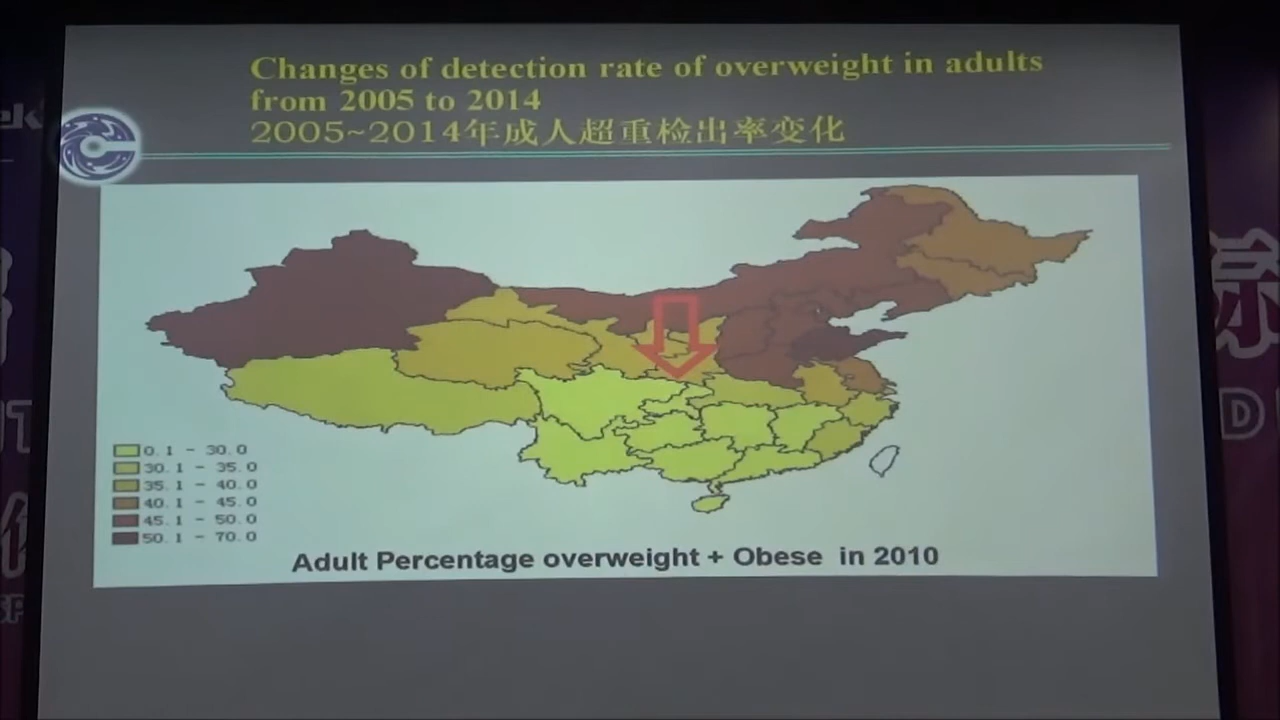 Changes of detection rate of overweight in adults
from 2005 to 2014
2005~2014年成人超重检出率变化
0.1 - 30.0
30.1 - 35.0
35.1 - 40.0
40.1 - 45.0
45.1 - 50.0
50.1 - 70.0
Adult Percentage overweight + Obese in 2010